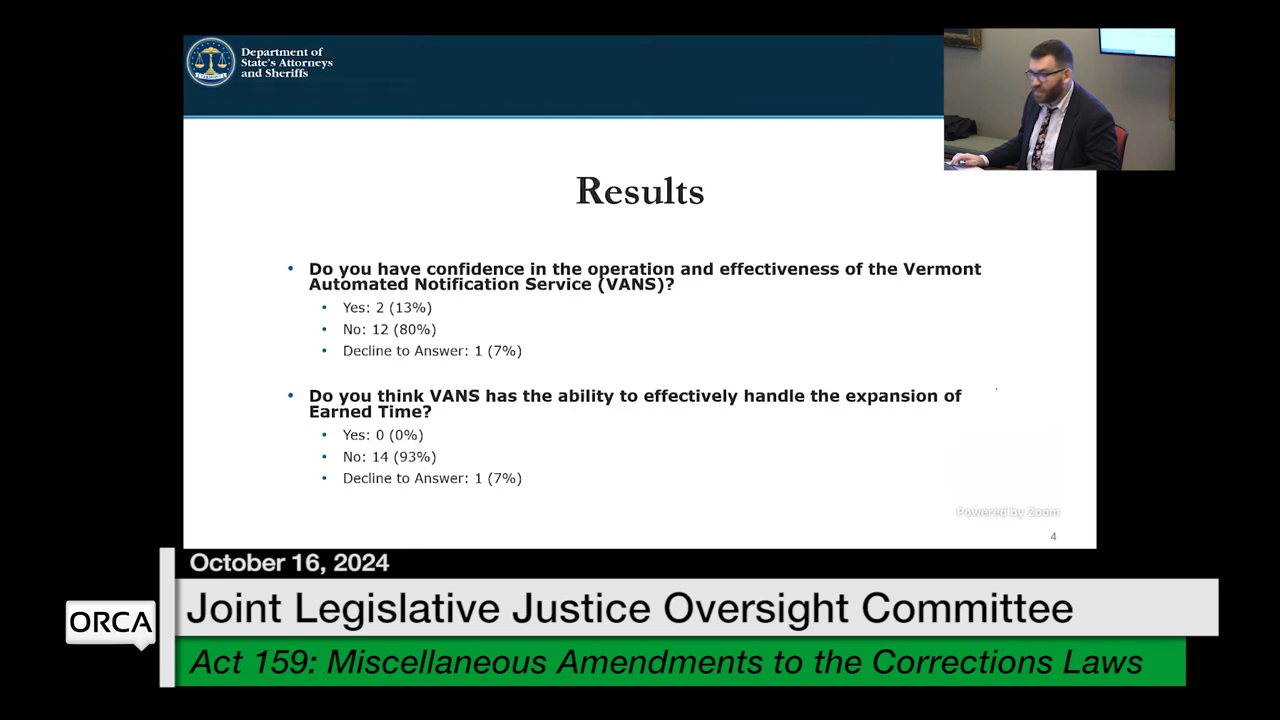 Department of
State's Attorneys
and Sheriffs
Results
• Do you have confidence in the operation and effectiveness of the Vermont
Automated Notification Service (VANS)?
• Yes: 2 (13%)
• No: 12 (80%)
• Decline to Answer: 1 (7%)
• Do you think VANS has the ability to effectively handle the expansion of
Earned Time?
• Yes: 0 (0%)
• No: 14 (93%)
• Decline to Answer: 1 (7%)
Powered by Zoom
4
October 16, 2024
ORCA
Joint Legislative Justice Oversight Committee
Act 159: Miscellaneous Amendments to the Corrections Laws